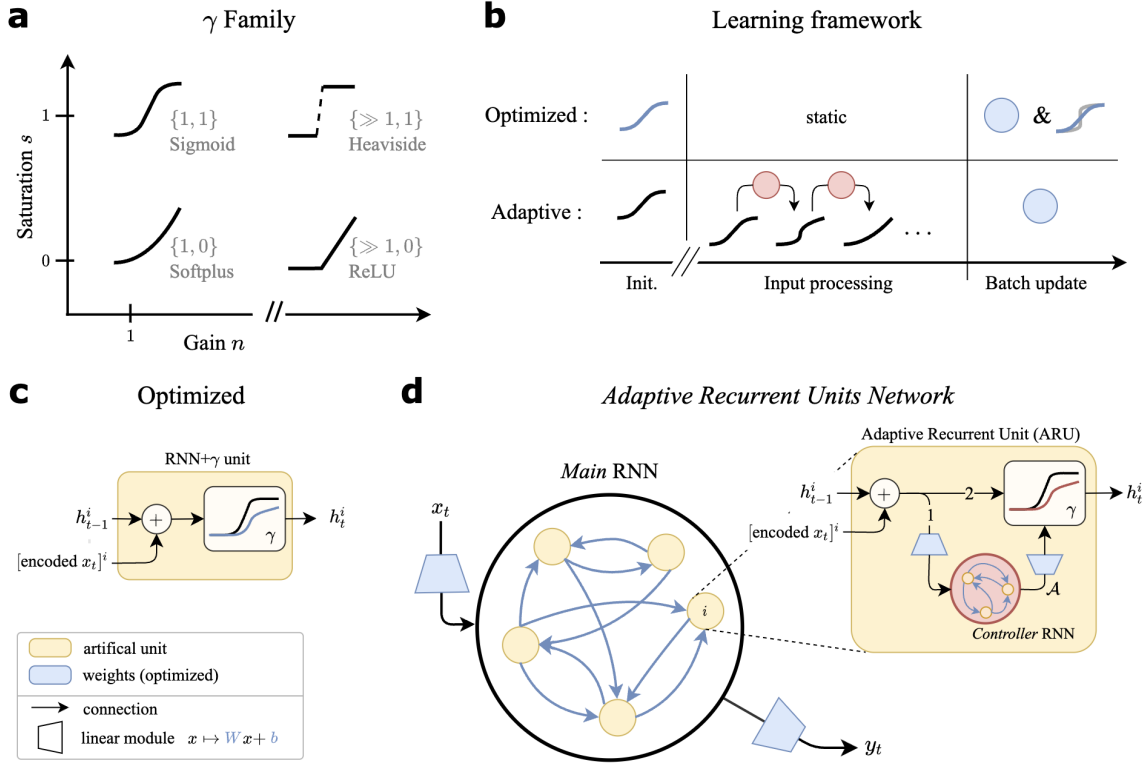 a
γ Family
Saturation s
1
0
{1, 1}
Sigmoid
{≫ 1, 1}
Heaviside
{1, 0}
Softplus
{≫ 1, 0}
ReLU
1
Gain n
b
Learning framework
Optimized :
static
&
Adaptive :
. . .
Init.
Input processing
Batch update
c
Optimized
RNN+γ unit
h^i_{t-1}
+
γ
h^i_t
[encoded x_t]^i
artifical unit
weights (optimized)
connection
linear module x ↦ Wx+ b
d
Adaptive Recurrent Units Network
Main RNN
x_t
i
y_t
Adaptive Recurrent Unit (ARU)
h^i_{t-1}
+
2
γ
h^i_t
[encoded x_t]^i
1
𝒜
Controller RNN